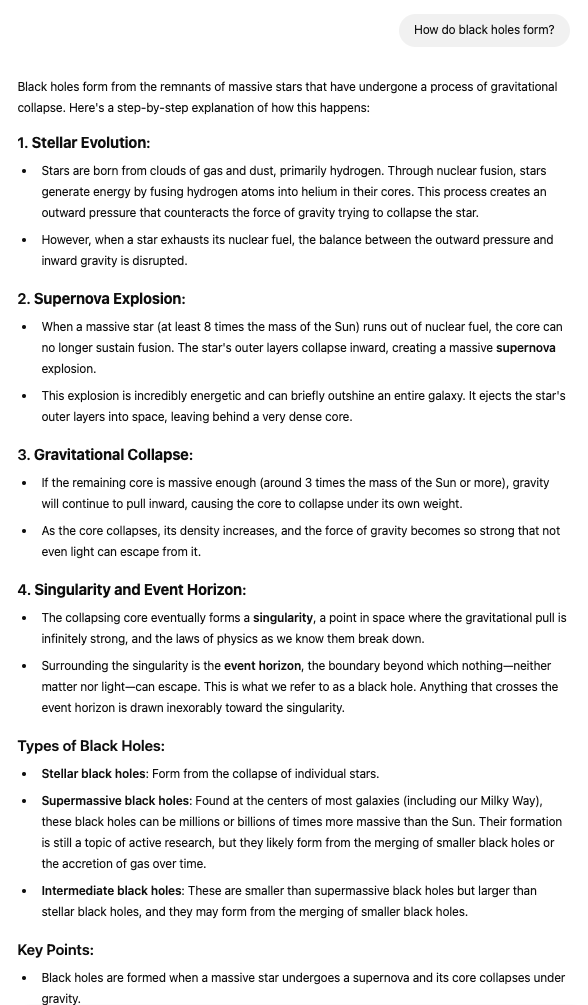 How do black holes form?
Black holes form from the remnants of massive stars that have undergone a process of gravitational
collapse. Here's a step-by-step explanation of how this happens:
1. Stellar Evolution:
• Stars are born from clouds of gas and dust, primarily hydrogen. Through nuclear fusion, stars
generate energy by fusing hydrogen atoms into helium in their cores. This process creates an
outward pressure that counteracts the force of gravity trying to collapse the star.
• However, when a star exhausts its nuclear fuel, the balance between the outward pressure and
inward gravity is disrupted.
2. Supernova Explosion:
• When a massive star (at least 8 times the mass of the Sun) runs out of nuclear fuel, the core can
no longer sustain fusion. The star's outer layers collapse inward, creating a massive supernova
explosion.
• This explosion is incredibly energetic and can briefly outshine an entire galaxy. It ejects the star's
outer layers into space, leaving behind a very dense core.
3. Gravitational Collapse:
• If the remaining core is massive enough (around 3 times the mass of the Sun or more), gravity
will continue to pull inward, causing the core to collapse under its own weight.
• As the core collapses, its density increases, and the force of gravity becomes so strong that not
even light can escape from it.
4. Singularity and Event Horizon:
• The collapsing core eventually forms a singularity, a point in space where the gravitational pull is
infinitely strong, and the laws of physics as we know them break down.
• Surrounding the singularity is the event horizon, the boundary beyond which nothing—neither
matter nor light—can escape. This is what we refer to as a black hole. Anything that crosses the
event horizon is drawn inexorably toward the singularity.
Types of Black Holes:
• Stellar black holes: Form from the collapse of individual stars.
• Supermassive black holes: Found at the centers of most galaxies (including our Milky Way),
these black holes can be millions or billions of times more massive than the Sun. Their formation
is still a topic of active research, but they likely form from the merging of smaller black holes or
the accretion of gas over time.
• Intermediate black holes: These are smaller than supermassive black holes but larger than
stellar black holes, and they may form from the merging of smaller black holes.
Key Points:
• Black holes are formed when a massive star undergoes a supernova and its core collapses under
gravity.